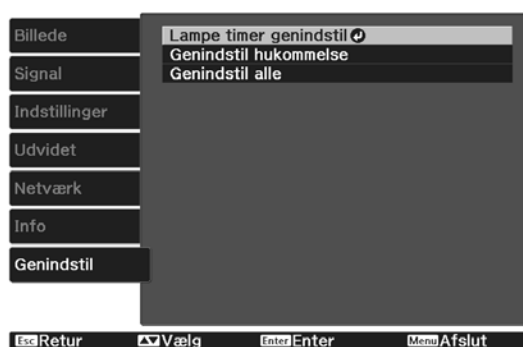 Billede
Signal
Indstillinger
Udvidet
Netværk
Info
Genindstil
Lampe timer genindstil
Genindstil hukommelse
Genindstil alle
Esc Retur Vælg Enter Enter Menu Afslut